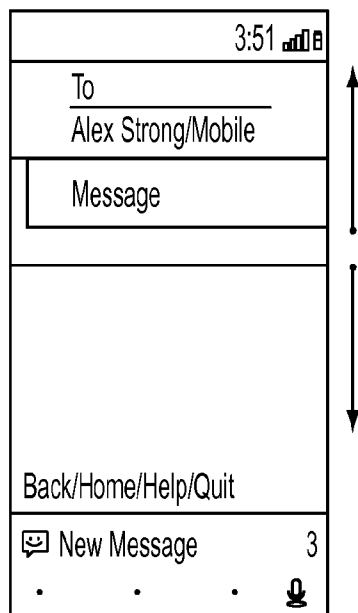 3:51
To
Alex Strong/Mobile
Message
Back/Home/Help/Quit
New Message 3